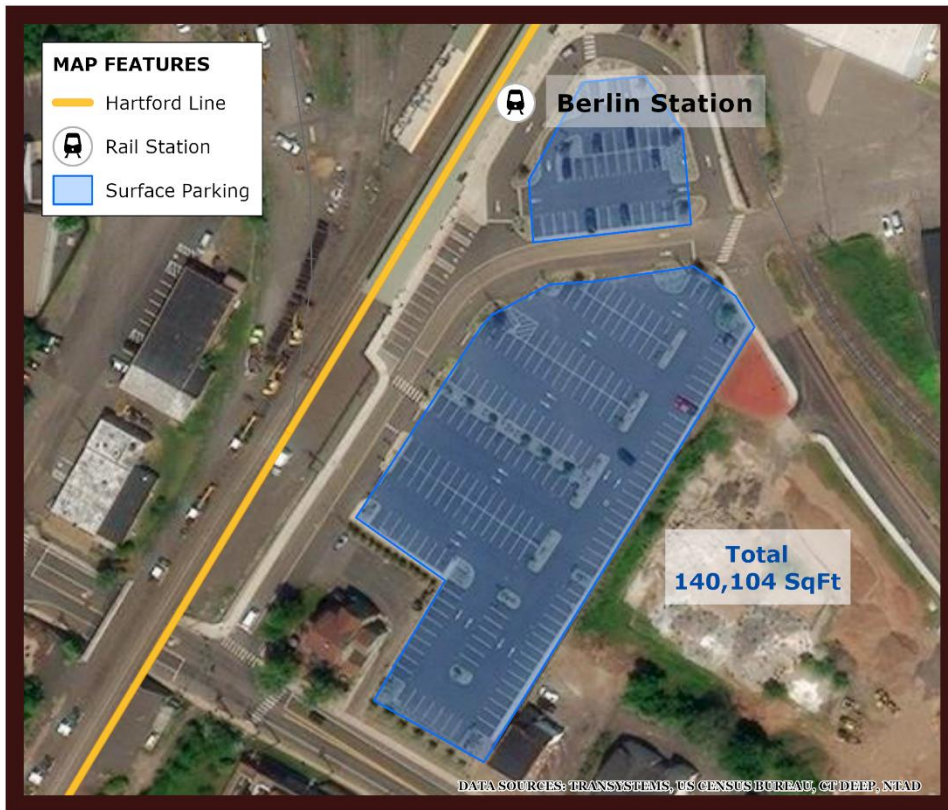 MAP FEATURES
Hartford Line
Rail Station
Surface Parking
Berlin Station
Total
140,104 SqFt
DATA SOURCES: TRANSYSTEMS, US CENSUS BUREAU, CT DEEP, NTAD